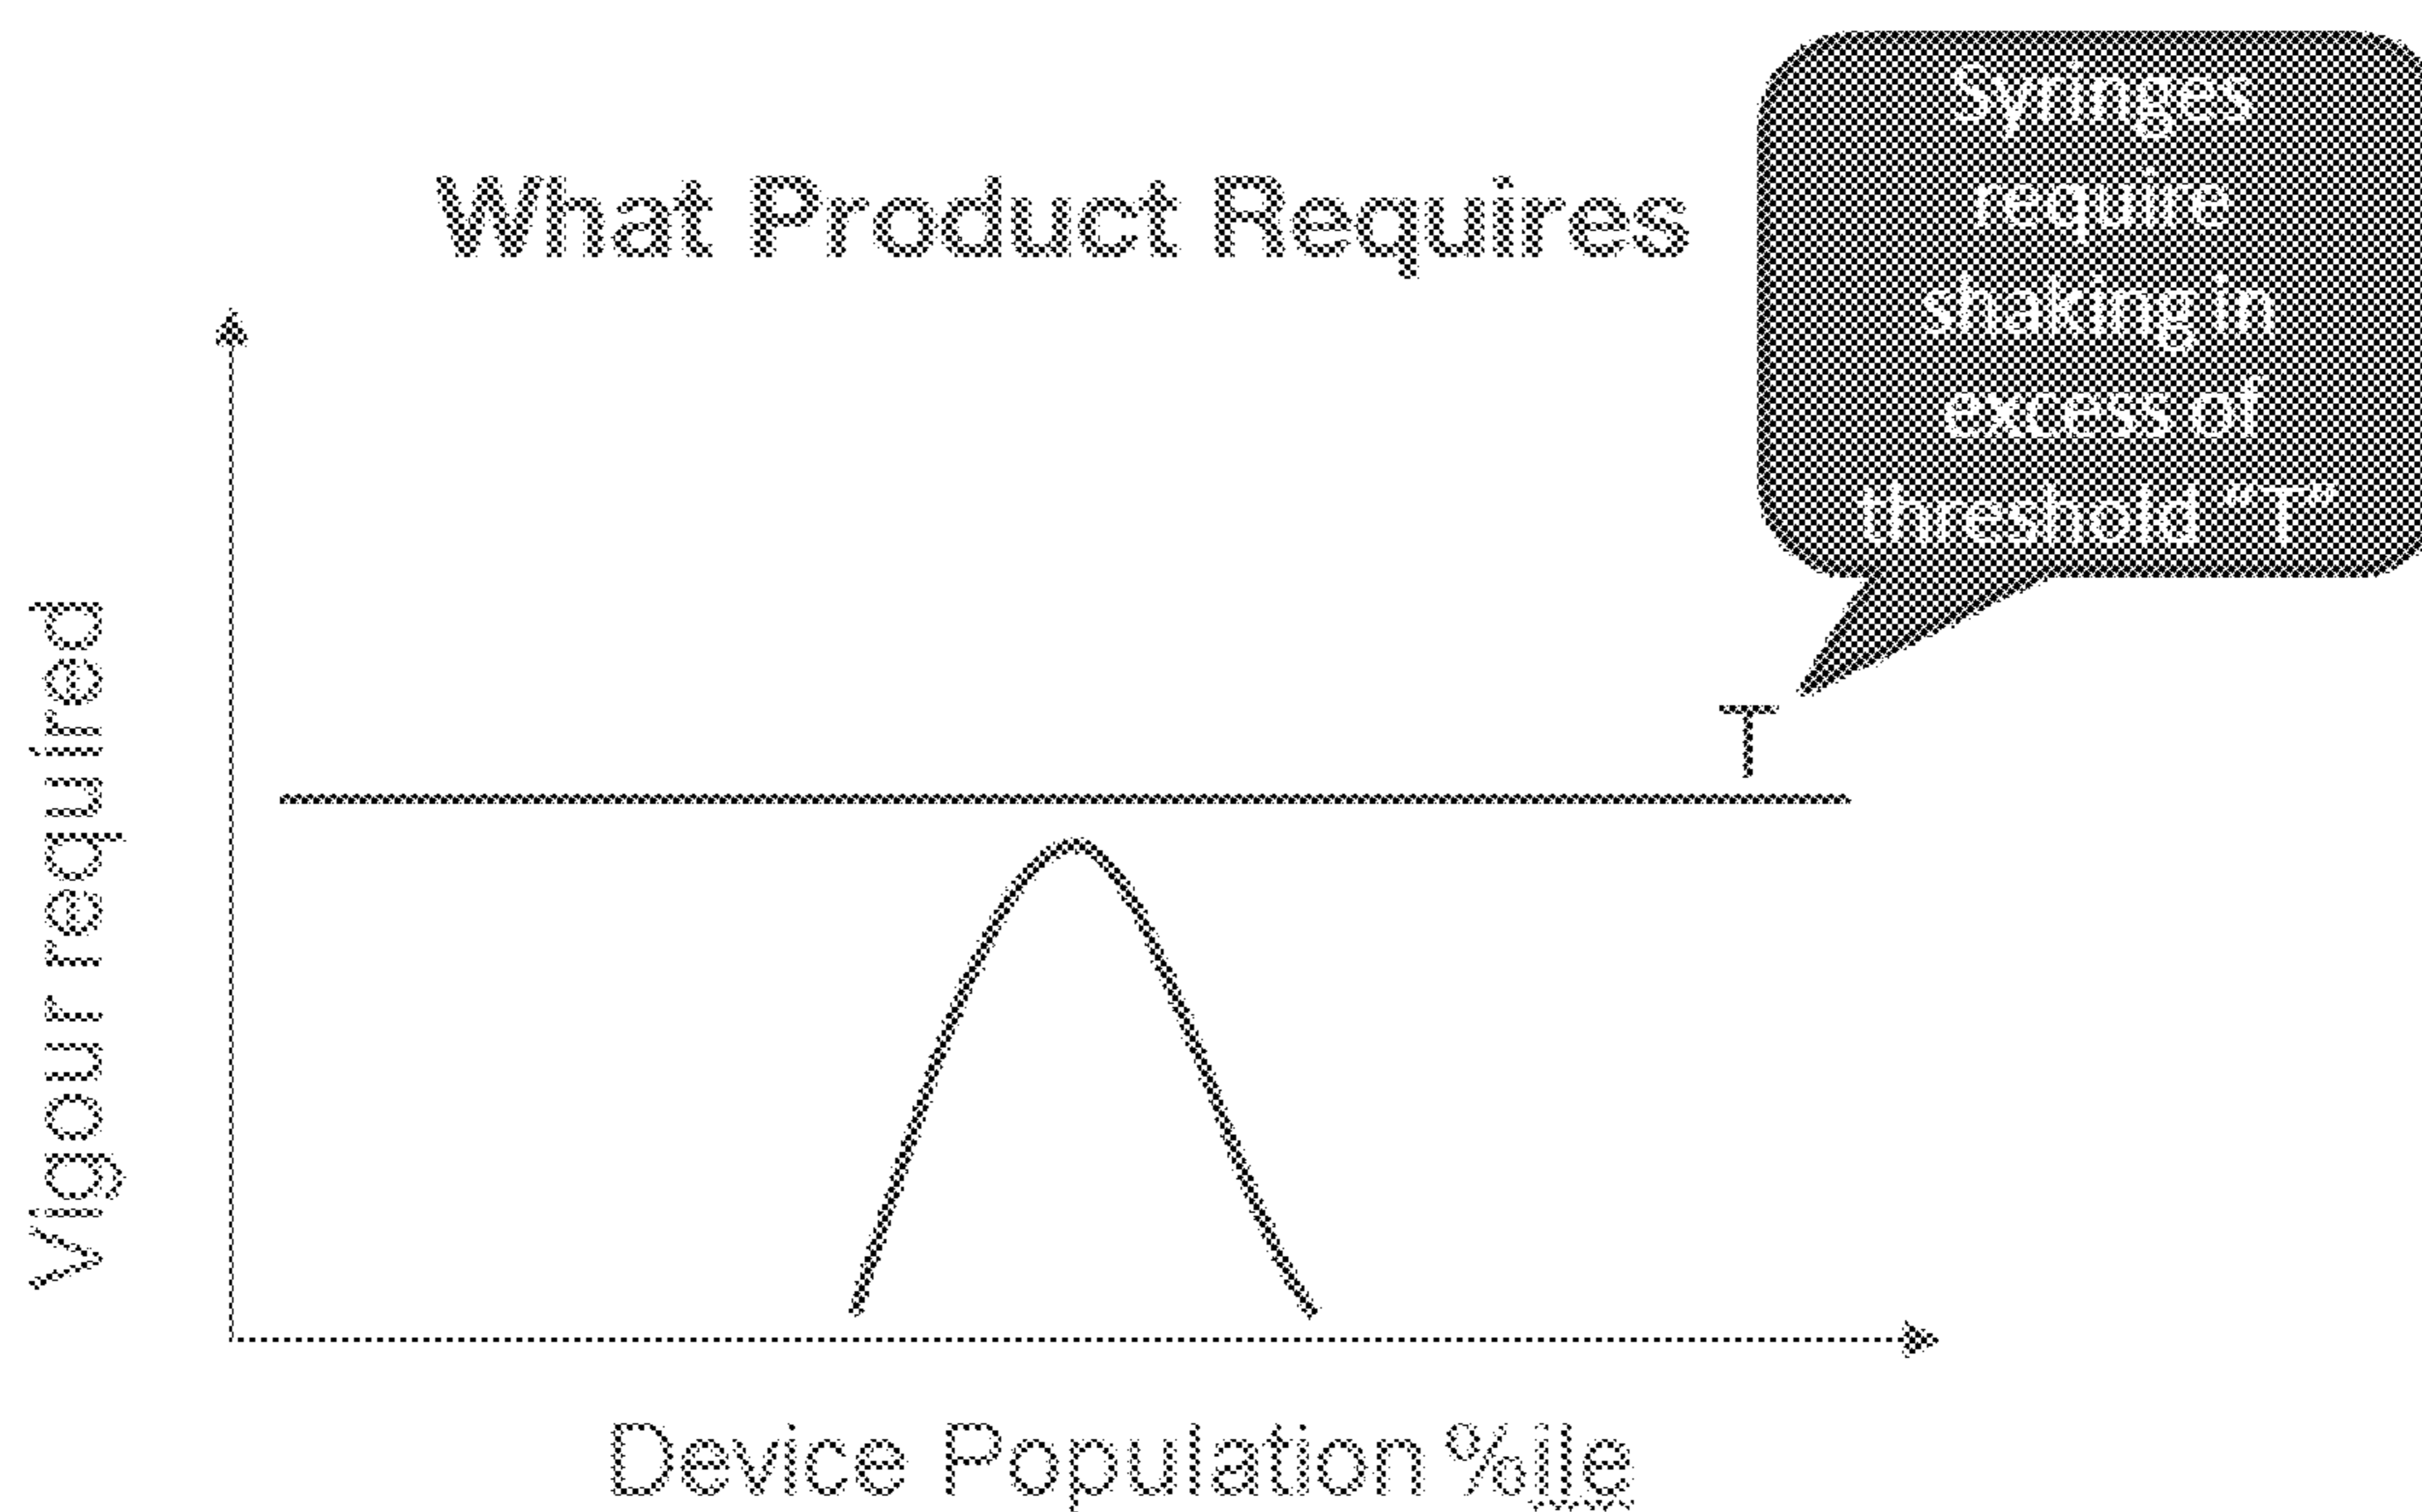 What Product Requires
Syringes
require
shaking in
excess of
threshold "T"
T
Vigour required
Device Population %ile